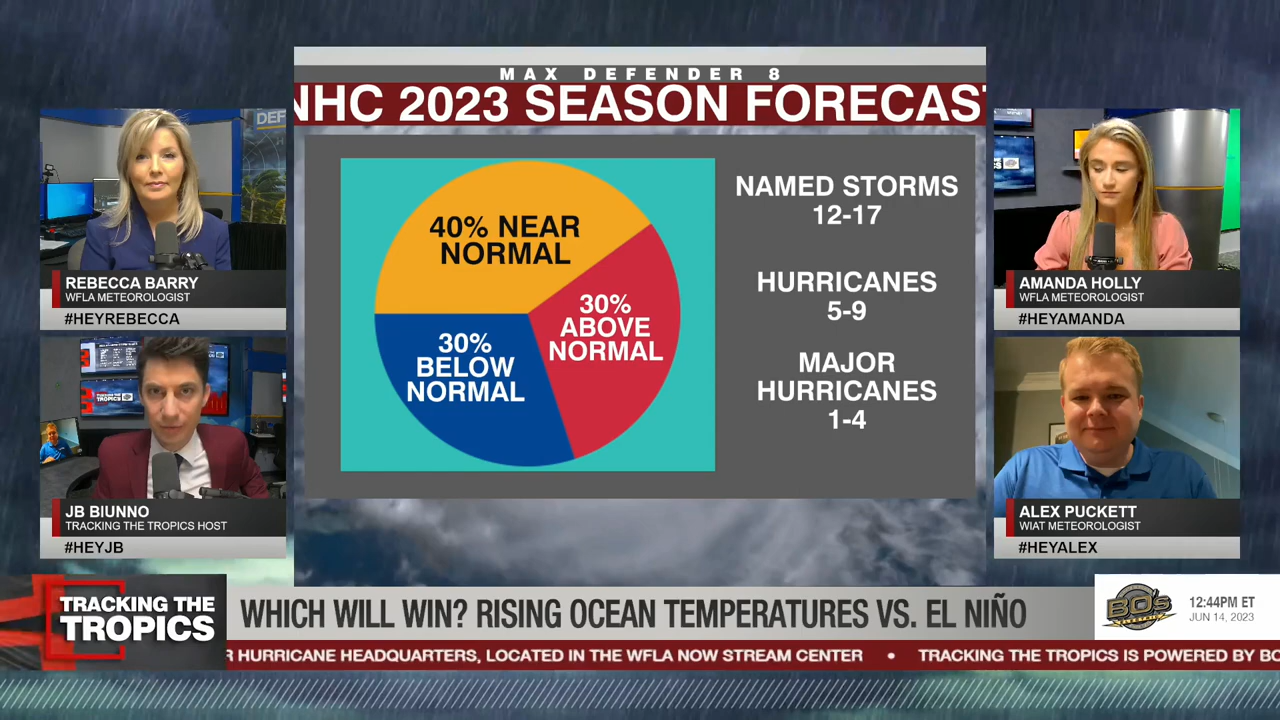 MAX DEFENDER 8
NHC 2023 SEASON FORECAST
40% NEAR
NORMAL
30%
ABOVE
NORMAL
30%
BELOW
NORMAL
NAMED STORMS
12-17
HURRICANES
5-9
MAJOR
HURRICANES
1-4
DEF
REBECCA BARRY
WFLA METEOROLOGIST
#HEYREBECCA
JB BIUNNO
TRACKING THE TROPICS HOST
#HEYJB
AMANDA HOLLY
WFLA METEOROLOGIST
#HEYAMANDA
ALEX PUCKETT
WIAT METEOROLOGIST
#HEYALEX
TRACKING THE
TROPICS
WHICH WILL WIN? RISING OCEAN TEMPERATURES VS. EL NIÑO
BO's
ELECTRIC
12:44PM ET
JUN 14, 2023
R HURRICANE HEADQUARTERS, LOCATED IN THE WFLA NOW STREAM CENTER • TRACKING THE TROPICS IS POWERED BY BO